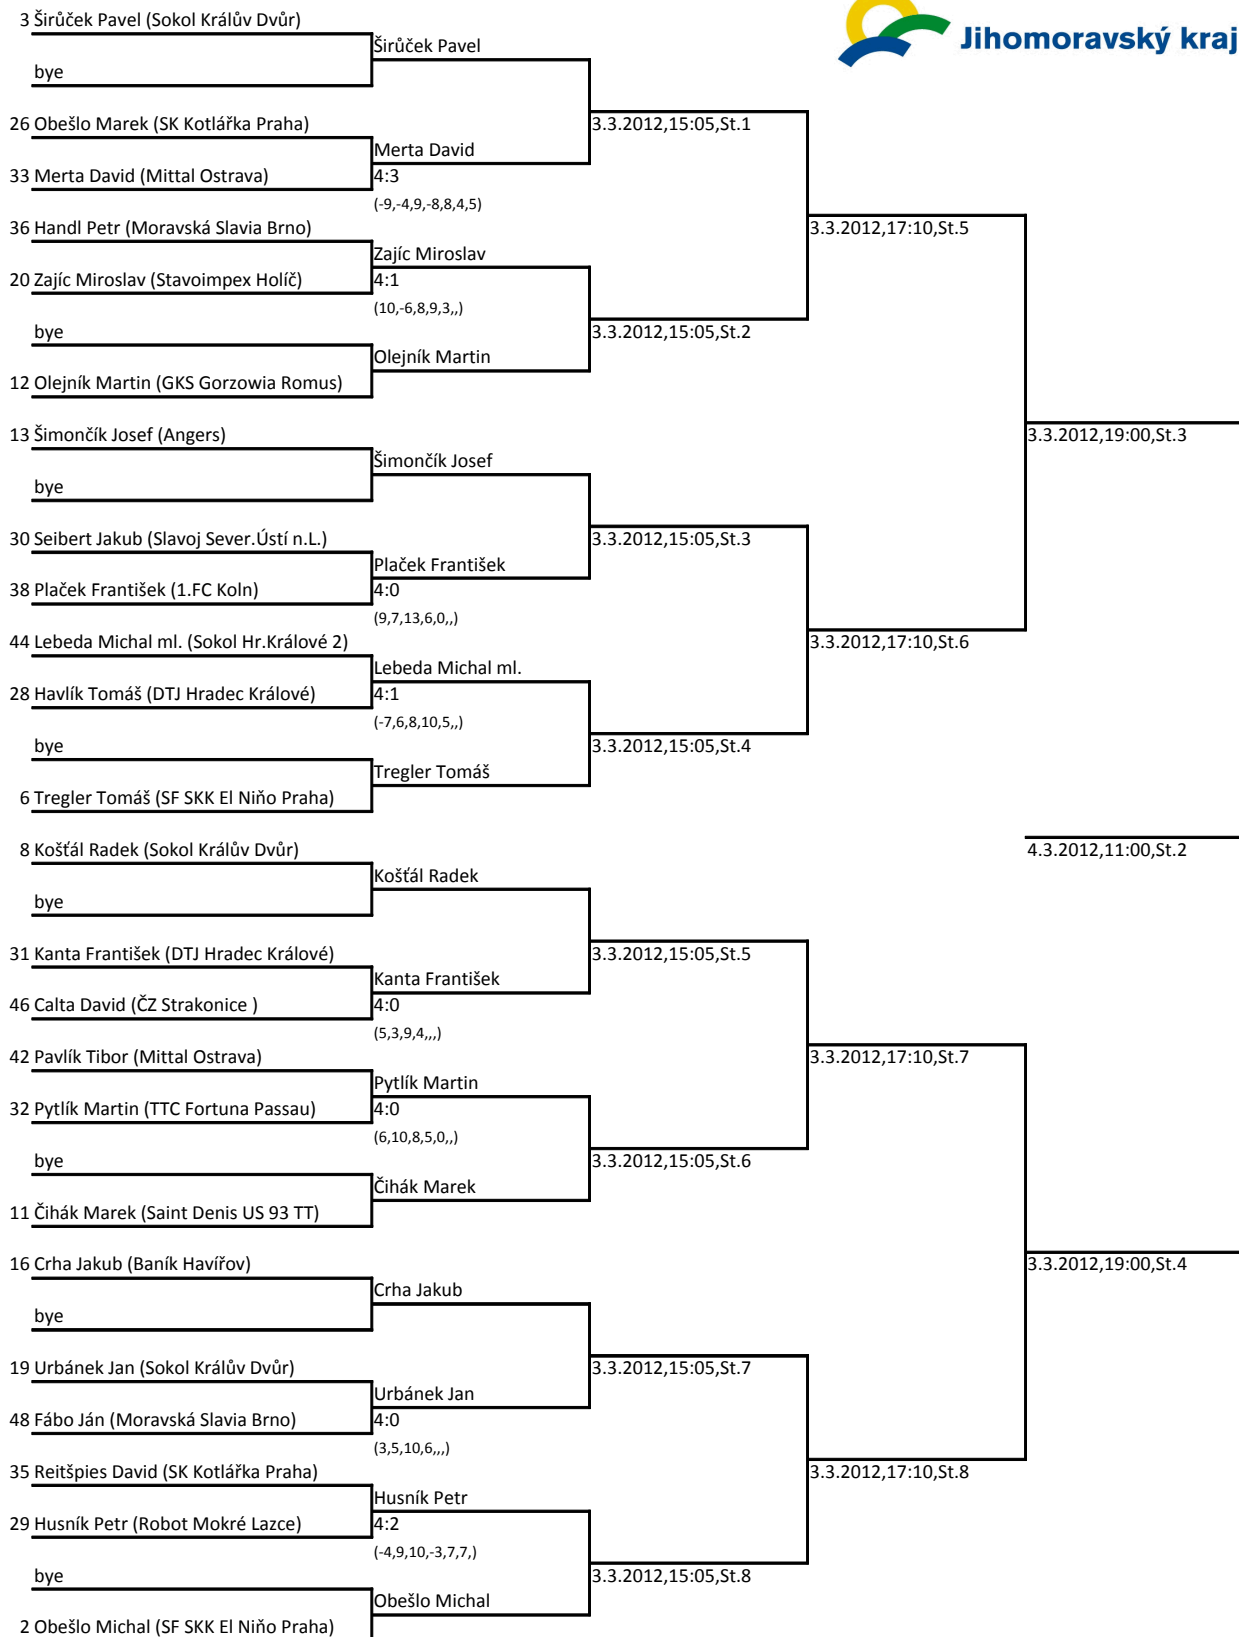 Jihomoravský kraj
3 Širůček Pavel (Sokol Králův Dvůr)
Širůček Pavel
bye
3.3.2012,15:05,St.1
26 Obešlo Marek (SK Kotlářka Praha)
Merta David
33 Merta David (Mittal Ostrava)
4:3
(-9,-4,9,-8,8,4,5)
3.3.2012,17:10,St.5
36 Handl Petr (Moravská Slavia Brno)
Zajíc Miroslav
20 Zajíc Miroslav (Stavoimpex Holíč)
4:1
(10,-6,8,9,3,,)
3.3.2012,15:05,St.2
bye
Olejník Martin
12 Olejník Martin (GKS Gorzowia Romus)
3.3.2012,19:00,St.3
13 Šimončík Josef (Angers)
Šimončík Josef
bye
3.3.2012,15:05,St.3
30 Seibert Jakub (Slavoj Sever.Ústí n.L.)
Plaček František
38 Plaček František (1.FC Koln)
4:0
(9,7,13,6,0,,)
3.3.2012,17:10,St.6
44 Lebeda Michal ml. (Sokol Hr.Králové 2)
Lebeda Michal ml.
28 Havlík Tomáš (DTJ Hradec Králové)
4:1
(-7,6,8,10,5,,)
3.3.2012,15:05,St.4
bye
Tregler Tomáš
6 Tregler Tomáš (SF SKK El Niňo Praha)
4.3.2012,11:00,St.2
8 Košťál Radek (Sokol Králův Dvůr)
Košťál Radek
bye
3.3.2012,15:05,St.5
31 Kanta František (DTJ Hradec Králové)
Kanta František
46 Calta David (ČZ Strakonice )
4:0
(5,3,9,4,,,)
3.3.2012,17:10,St.7
42 Pavlík Tibor (Mittal Ostrava)
Pytlík Martin
32 Pytlík Martin (TTC Fortuna Passau)
4:0
(6,10,8,5,0,,)
3.3.2012,15:05,St.6
bye
Čihák Marek
11 Čihák Marek (Saint Denis US 93 TT)
3.3.2012,19:00,St.4
16 Crha Jakub (Baník Havířov)
Crha Jakub
bye
3.3.2012,15:05,St.7
19 Urbánek Jan (Sokol Králův Dvůr)
Urbánek Jan
48 Fábo Ján (Moravská Slavia Brno)
4:0
(3,5,10,6,,,)
3.3.2012,17:10,St.8
35 Reitšpies David (SK Kotlářka Praha)
Husník Petr
29 Husník Petr (Robot Mokré Lazce)
4:2
(-4,9,10,-3,7,7,)
3.3.2012,15:05,St.8
bye
Obešlo Michal
2 Obešlo Michal (SF SKK El Niňo Praha)